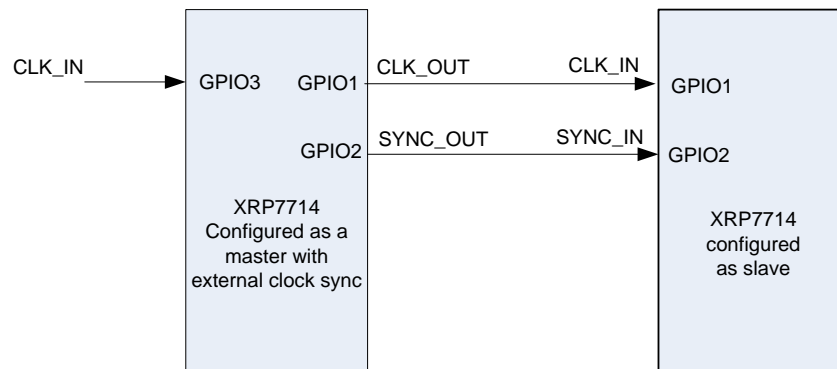 CLK_IN
GPIO3
GPIO1
CLK_OUT
CLK_IN
GPIO1
GPIO2
SYNC_OUT
SYNC_IN
GPIO2
XRP7714
Configured as a
master with
external clock sync
XRP7714
configured
as slave